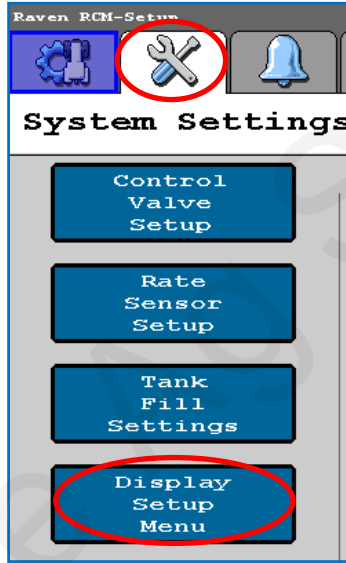 Raven RCM-Setup
System Settings
Control
Valve
Setup
Rate
Sensor
Setup
Tank
Fill
Settings
Display
Setup
Menu